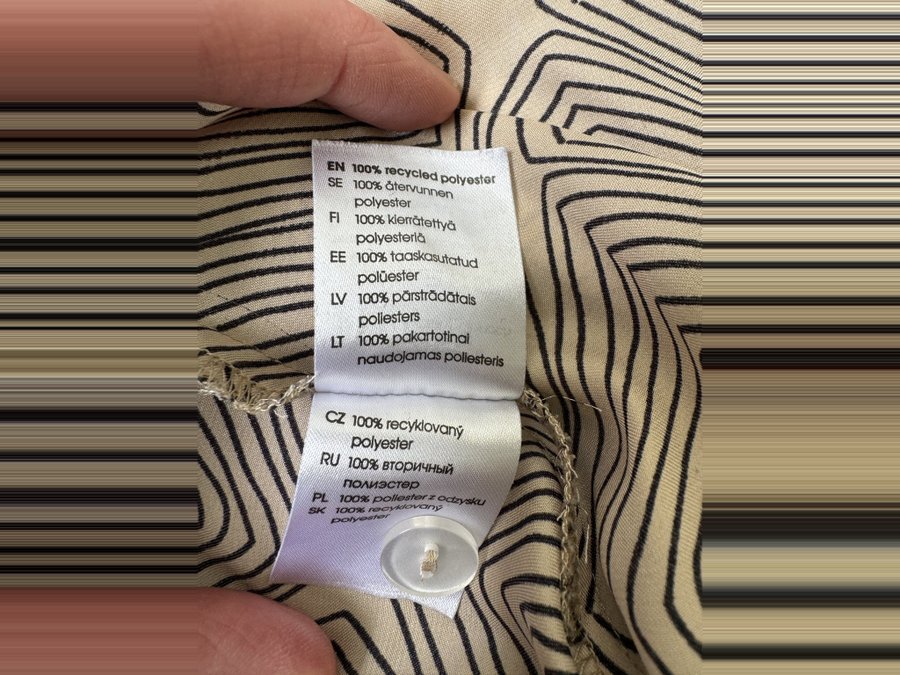 EN 100% recycled polyester
SE 100% återvunnen
polyester
FI 100% kierrätettyä
polyesteriä
EE 100% taaskasutatud
polüester
LV 100% pārstrādātais
poliesters
LT 100% pakartotinai
naudojamas poliesteris
CZ 100% recyklovaný
polyester
RU 100% вторичный
полиэстер
PL 100% poliester z odzysku
SK 100% recyklovaný
polyester